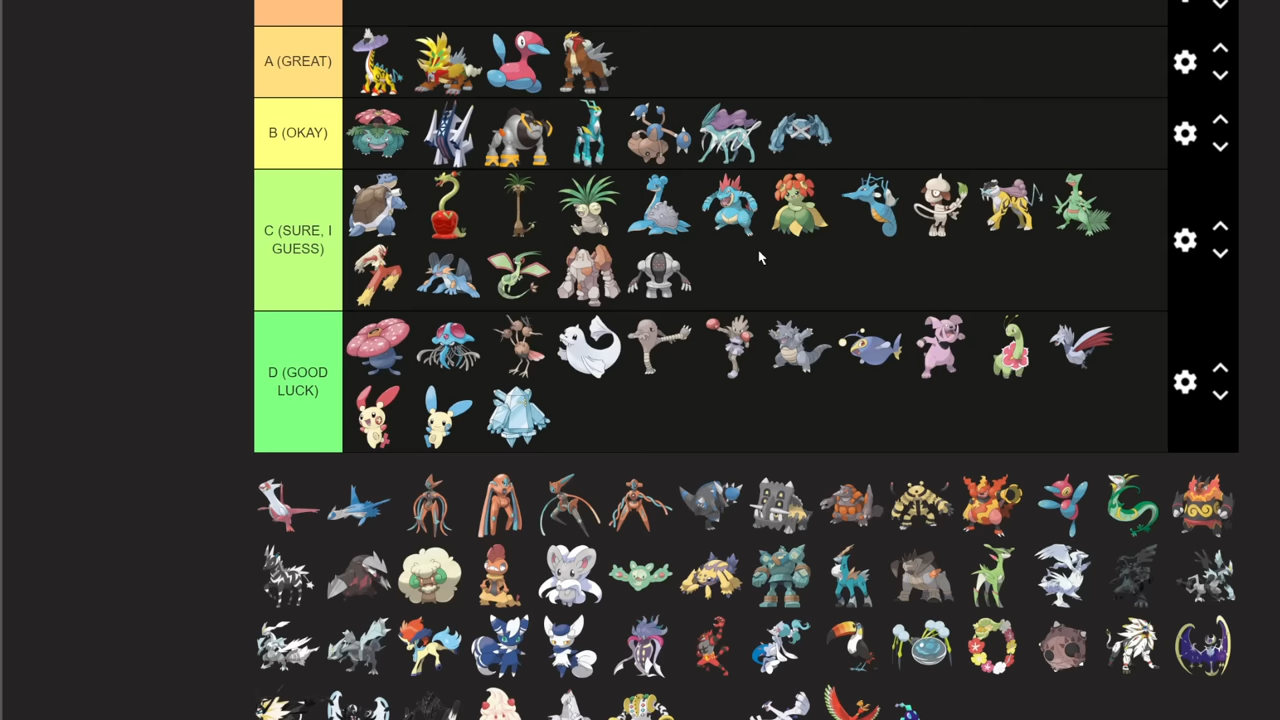 A (GREAT)
B (OKAY)
C (SURE, I
GUESS)
D (GOOD
LUCK)